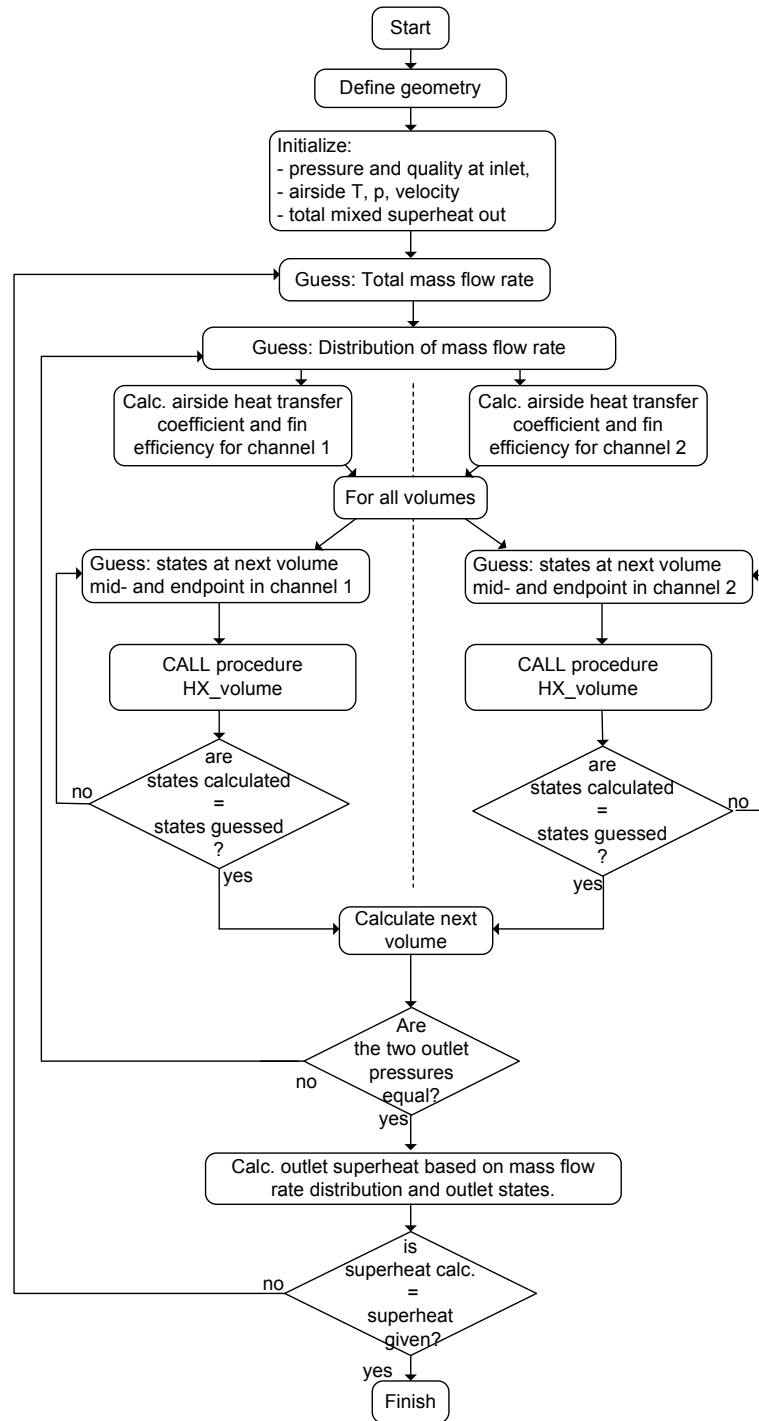 Start
Define geometry
Initialize:
- pressure and quality at inlet,
- airside T, p, velocity
- total mixed superheat out
Guess: Total mass flow rate
Guess: Distribution of mass flow rate
Calc. airside heat transfer
coefficient and fin
efficiency for channel 1
Calc. airside heat transfer
coefficient and fin
efficiency for channel 2
For all volumes
Guess: states at next volume
mid- and endpoint in channel 1
Guess: states at next volume
mid- and endpoint in channel 2
CALL procedure
HX_volume
CALL procedure
HX_volume
are
states calculated
=
states guessed
?
no
yes
are
states calculated
=
states guessed
?
no
yes
Calculate next
volume
Are
the two outlet
pressures
equal?
no
yes
Calc. outlet superheat based on mass flow
rate distribution and outlet states.
is
superheat calc.
=
superheat
given?
no
yes
Finish